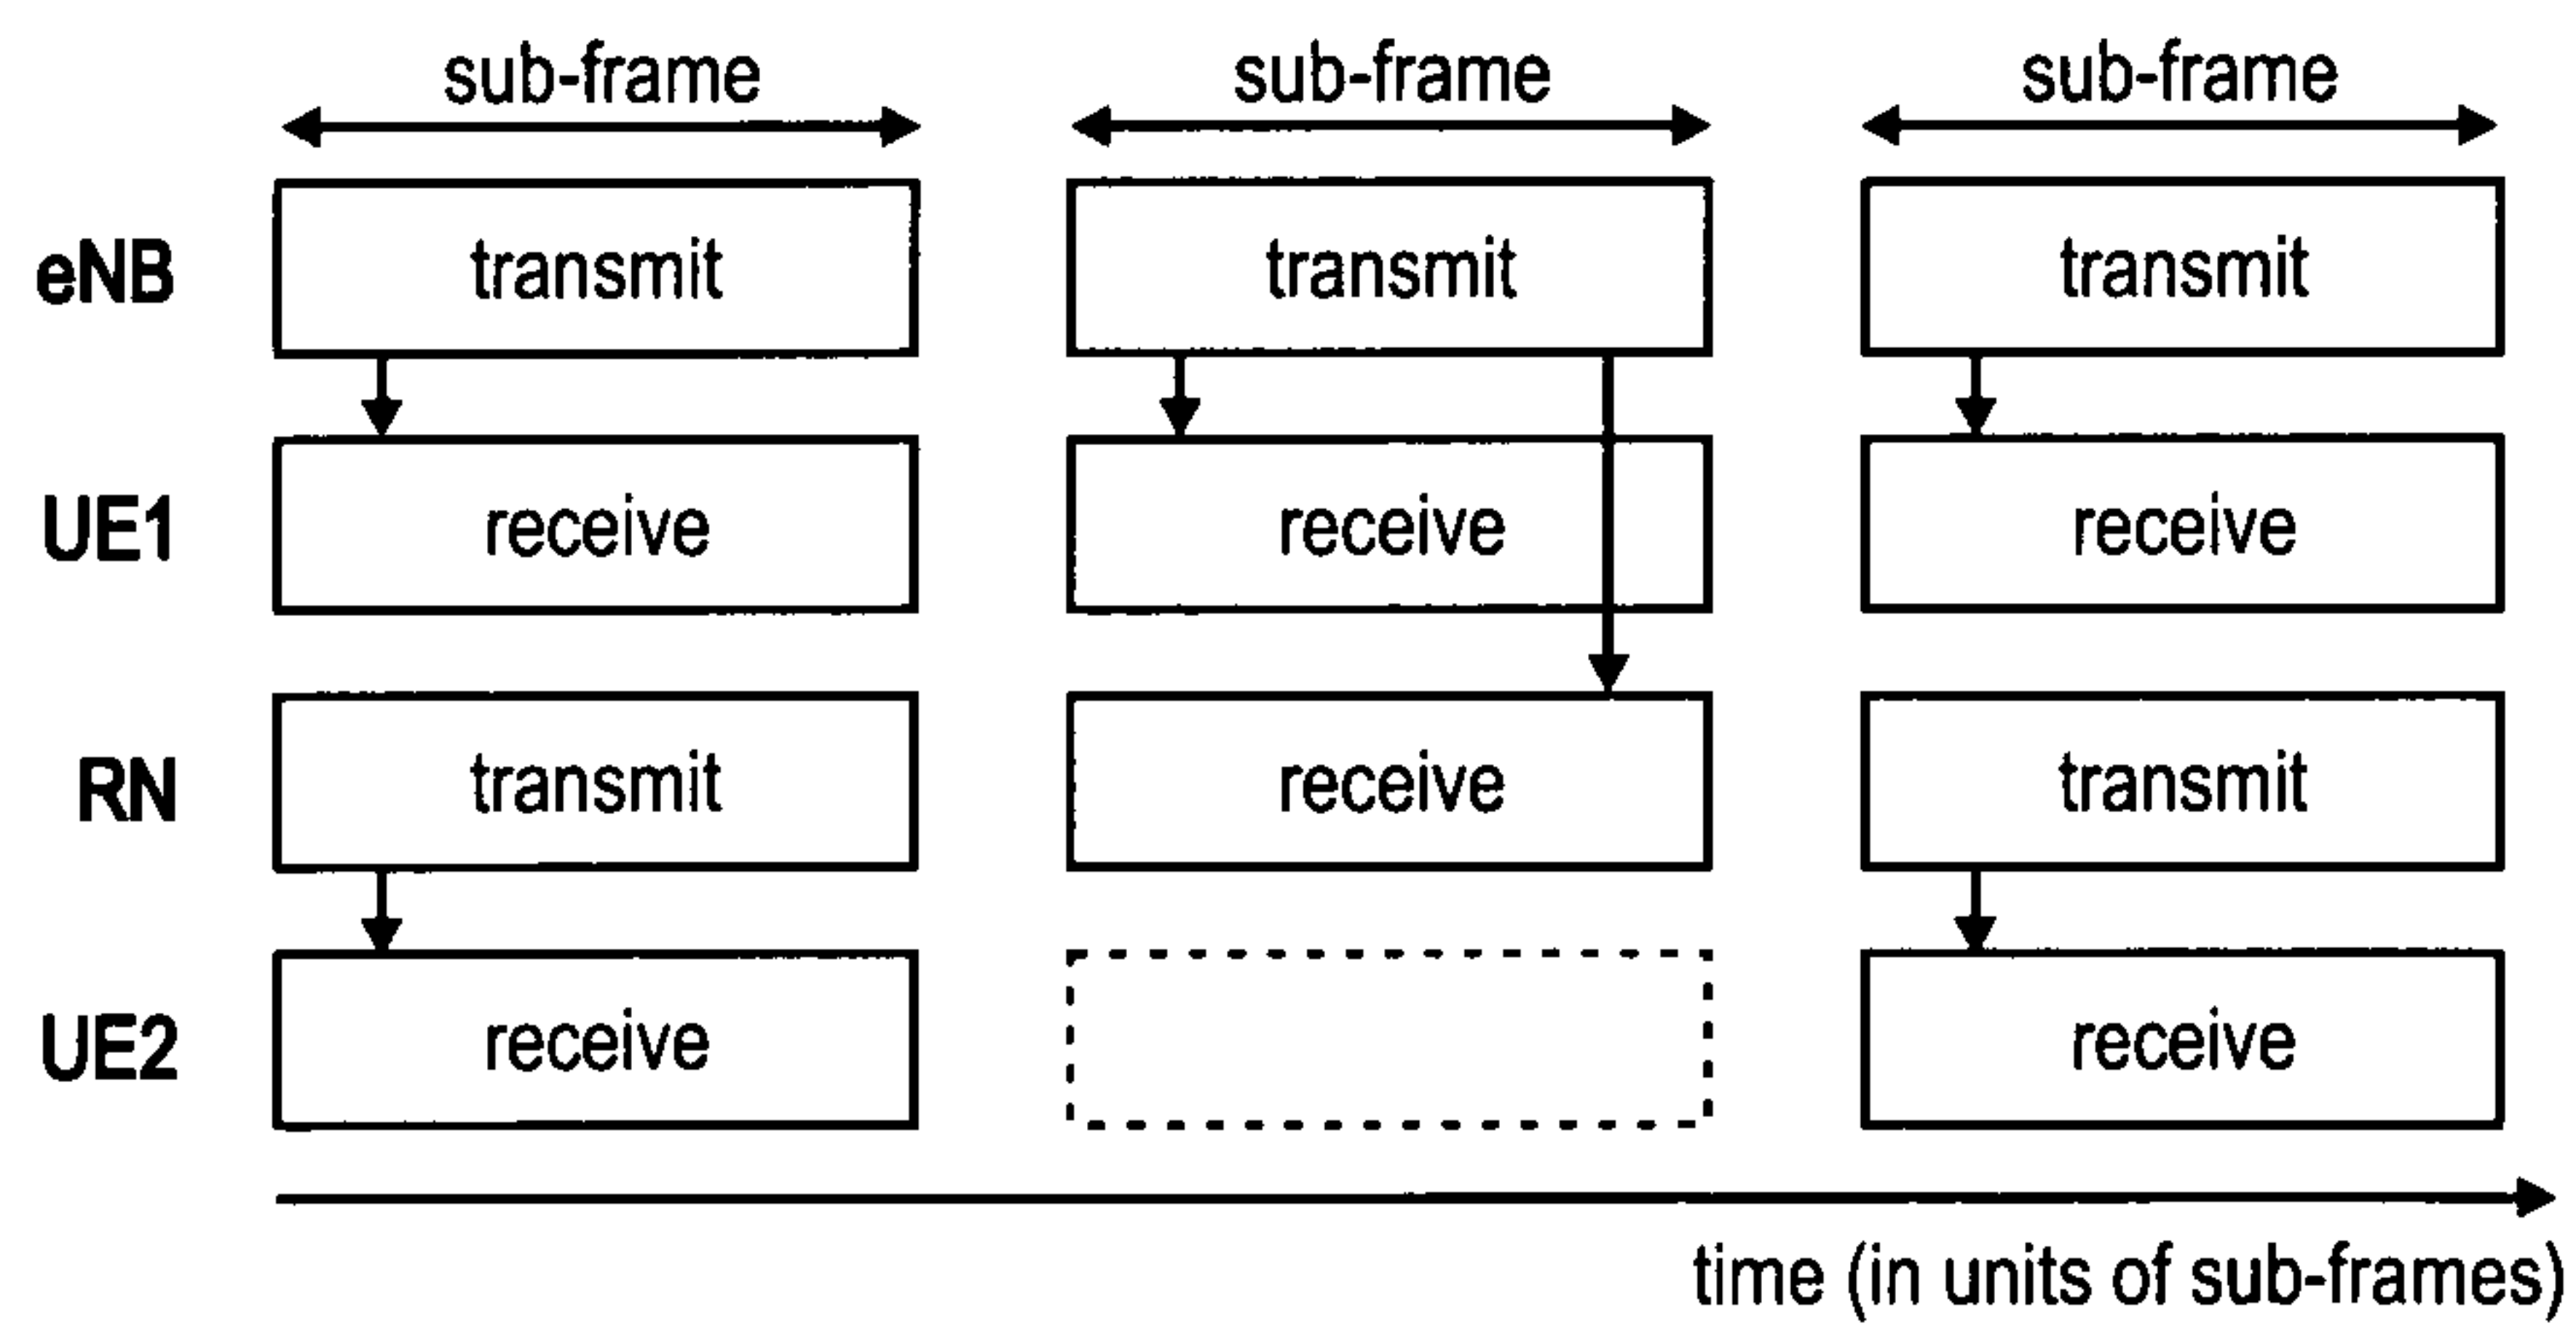 sub-frame sub-frame sub-frame
eNB transmit transmit transmit
UE1 receive receive receive
RN transmit receive transmit
UE2 receive receive
time (in units of sub-frames)